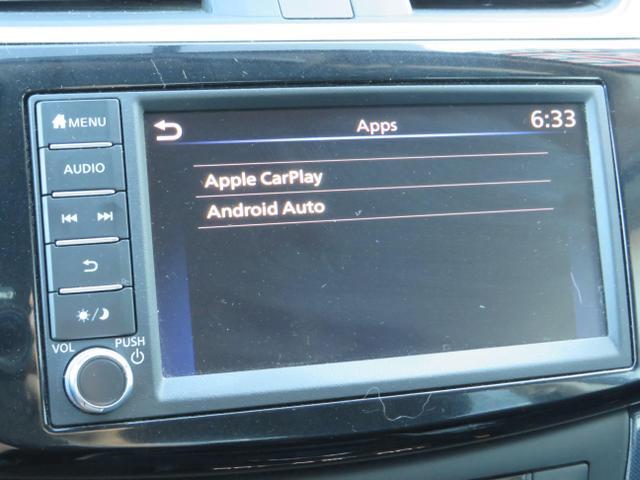 MENU
AUDIO
VOL
PUSH
Apps
6:33
Apple CarPlay
Android Auto